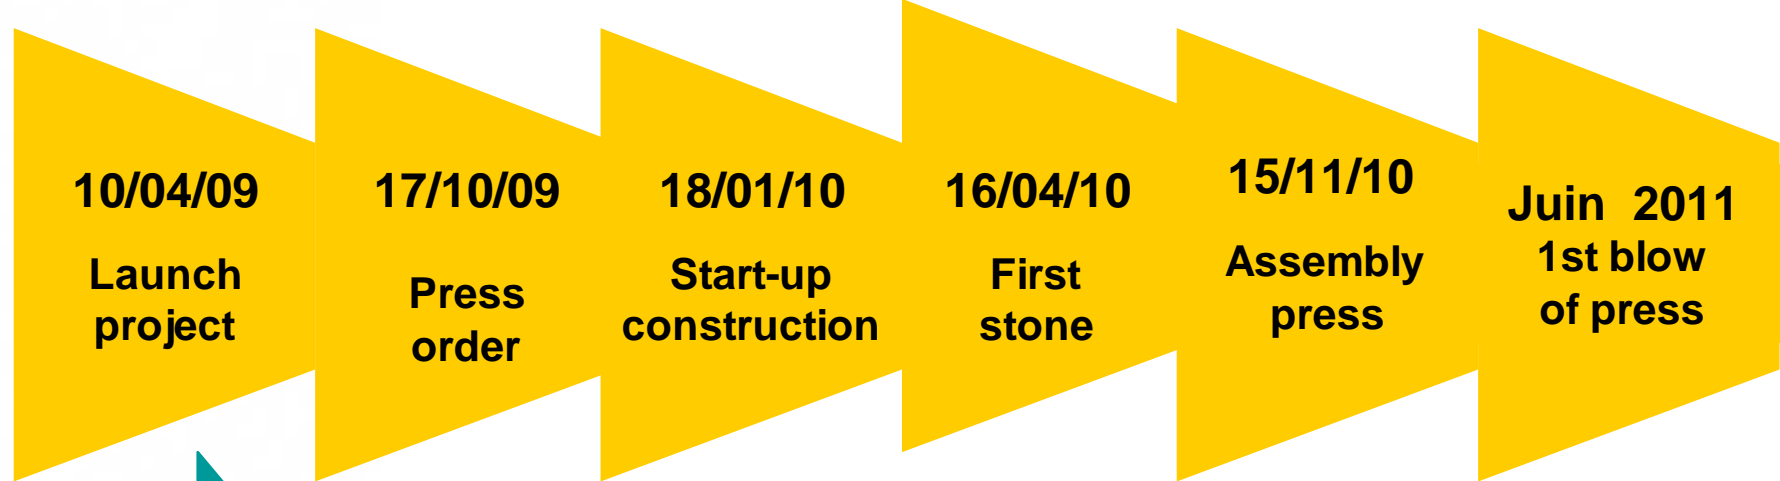 10/04/09
Launch
project
17/10/09
Press
order
18/01/10
Start-up
construction
16/04/10
First
stone
15/11/10
Assembly
press
Juin 2011
1st blow
of press